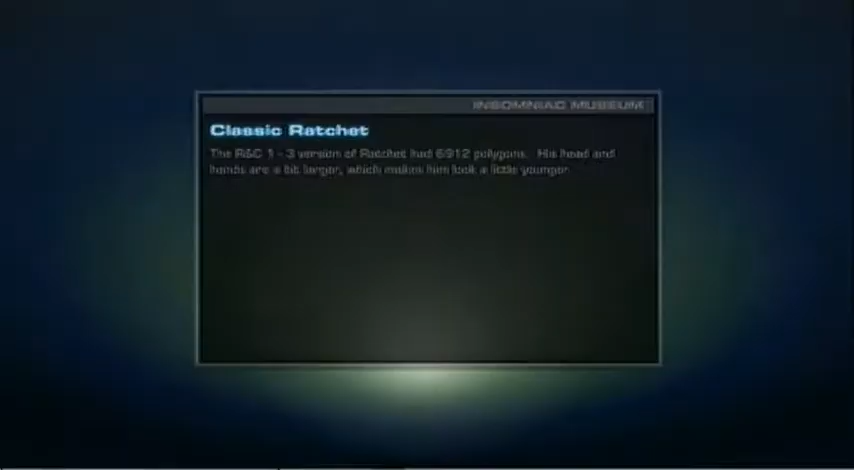 INSOMNIAC MUSEUM
Classic Ratchet
The R&C 1 - 3 version of Ratchet had 6912 polygons. His head and
hands are a bit larger, which makes him look a little younger.